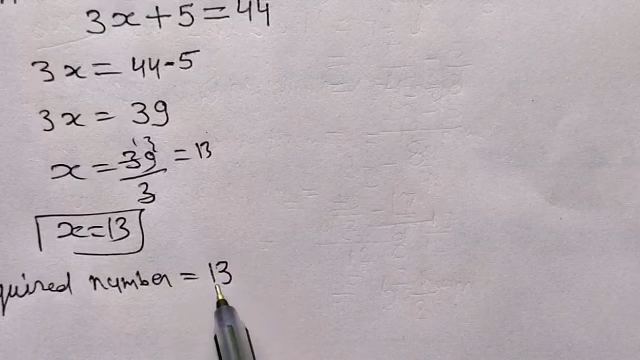 3x+5=44
3x = 44-5
3x = 39
x = 39/3 = 13
x=13
quired number = 13